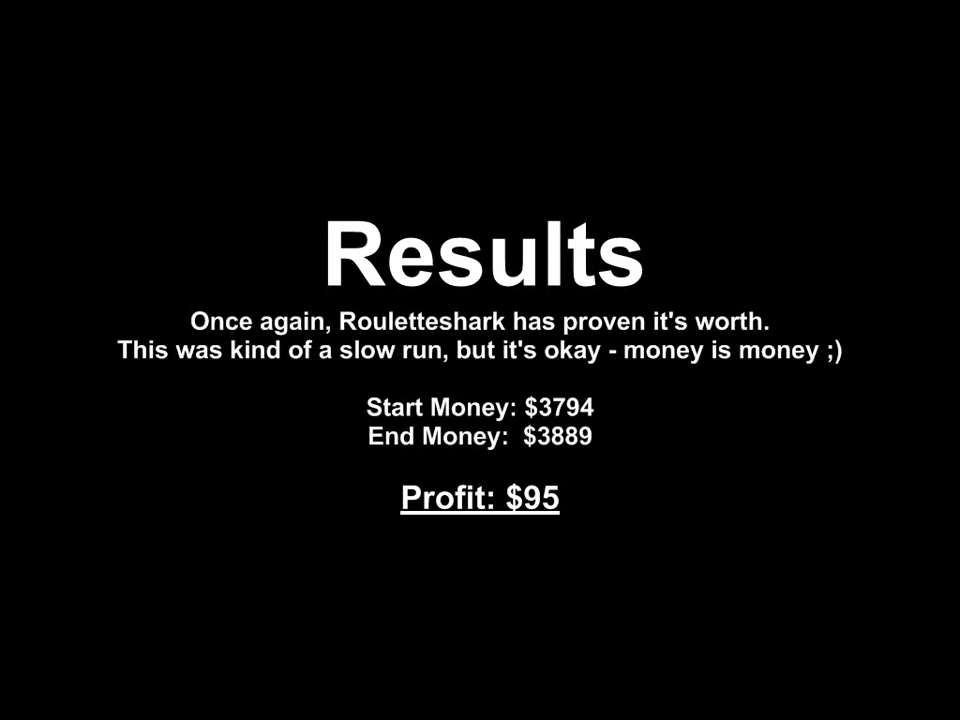 Results
Once again, Rouletteshark has proven it's worth.
This was kind of a slow run, but it's okay - money is money ;)
Start Money: $3794
End Money: $3889
Profit: $95